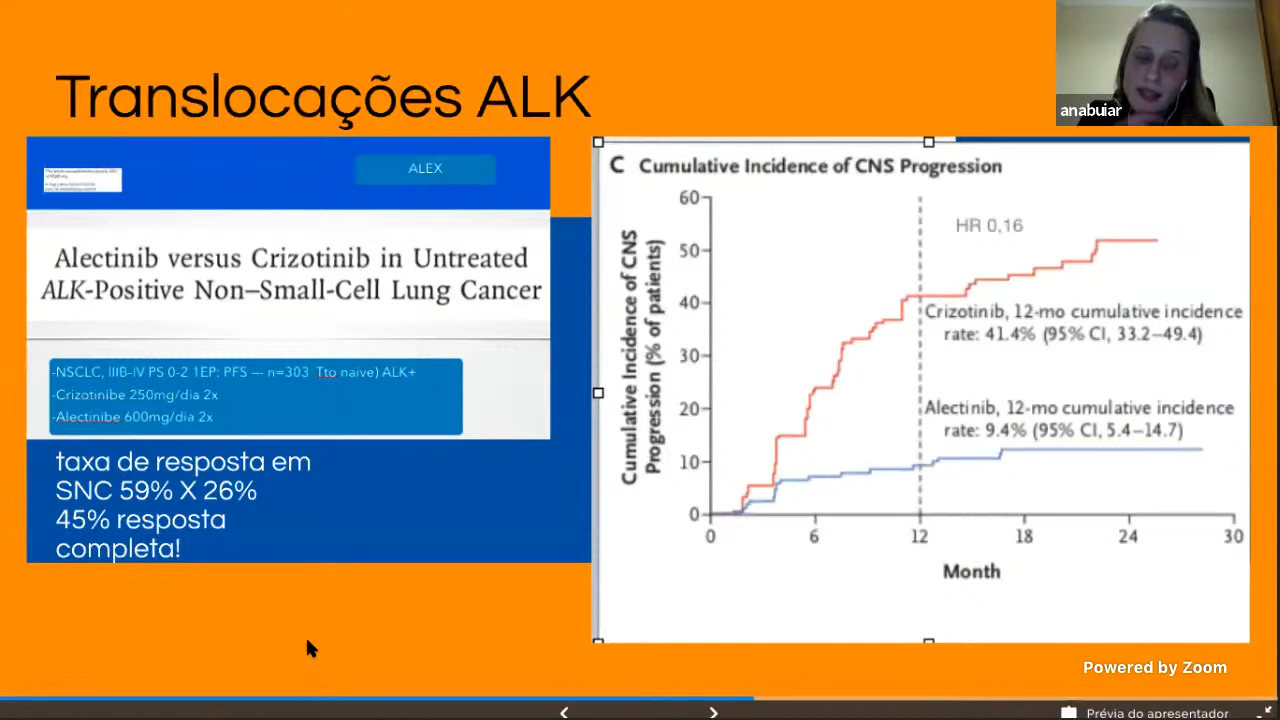 Translocações ALK
anabuiar
ALEX
Alectinib versus Crizotinib in Untreated
ALK-Positive Non–Small-Cell Lung Cancer
-NSCLC, IIIB-IV PS 0-2 1EP: PFS — n=303 Tto naive) ALK+
-Crizotinibe 250mg/dia 2x
-Alectinibe 600mg/dia 2x
taxa de resposta em
SNC 59% X 26%
45% resposta
completa!
C Cumulative Incidence of CNS Progression
Cumulative Incidence of CNS
Progression (% of patients)
60
50
40
30
20
10
0
HR 0,16
Crizotinib, 12-mo cumulative incidence
rate: 41.4% (95% CI, 33.2–49.4)
Alectinib, 12-mo cumulative incidence
rate: 9.4% (95% CI, 5.4–14.7)
0 6 12 18 24 30
Month
Powered by Zoom
Prévia do apresentador